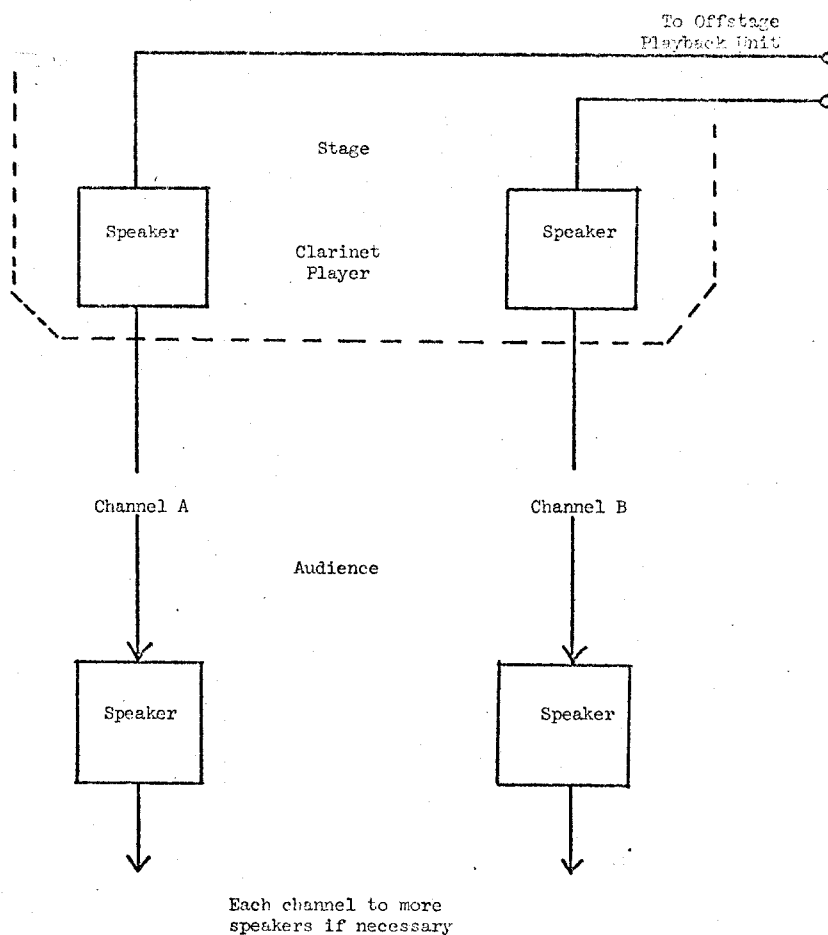 To Offstage
Playback Unit
Stage
Speaker
Speaker
Clarinet
Player
Channel A
Channel B
Audience
Speaker
Speaker
Each channel to more
speakers if necessary